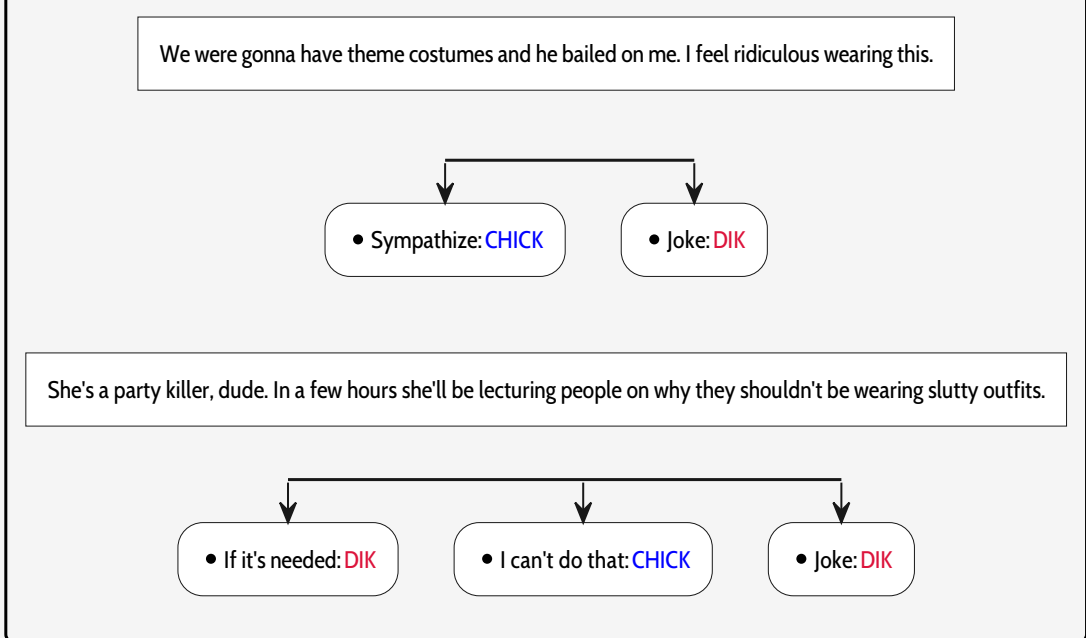 We were gonna have theme costumes and he bailed on me. I feel ridiculous wearing this.
• Sympathize: CHICK
• Joke: DIK
She's a party killer, dude. In a few hours she'll be lecturing people on why they shouldn't be wearing slutty outfits.
• If it's needed: DIK
• I can't do that: CHICK
• Joke: DIK